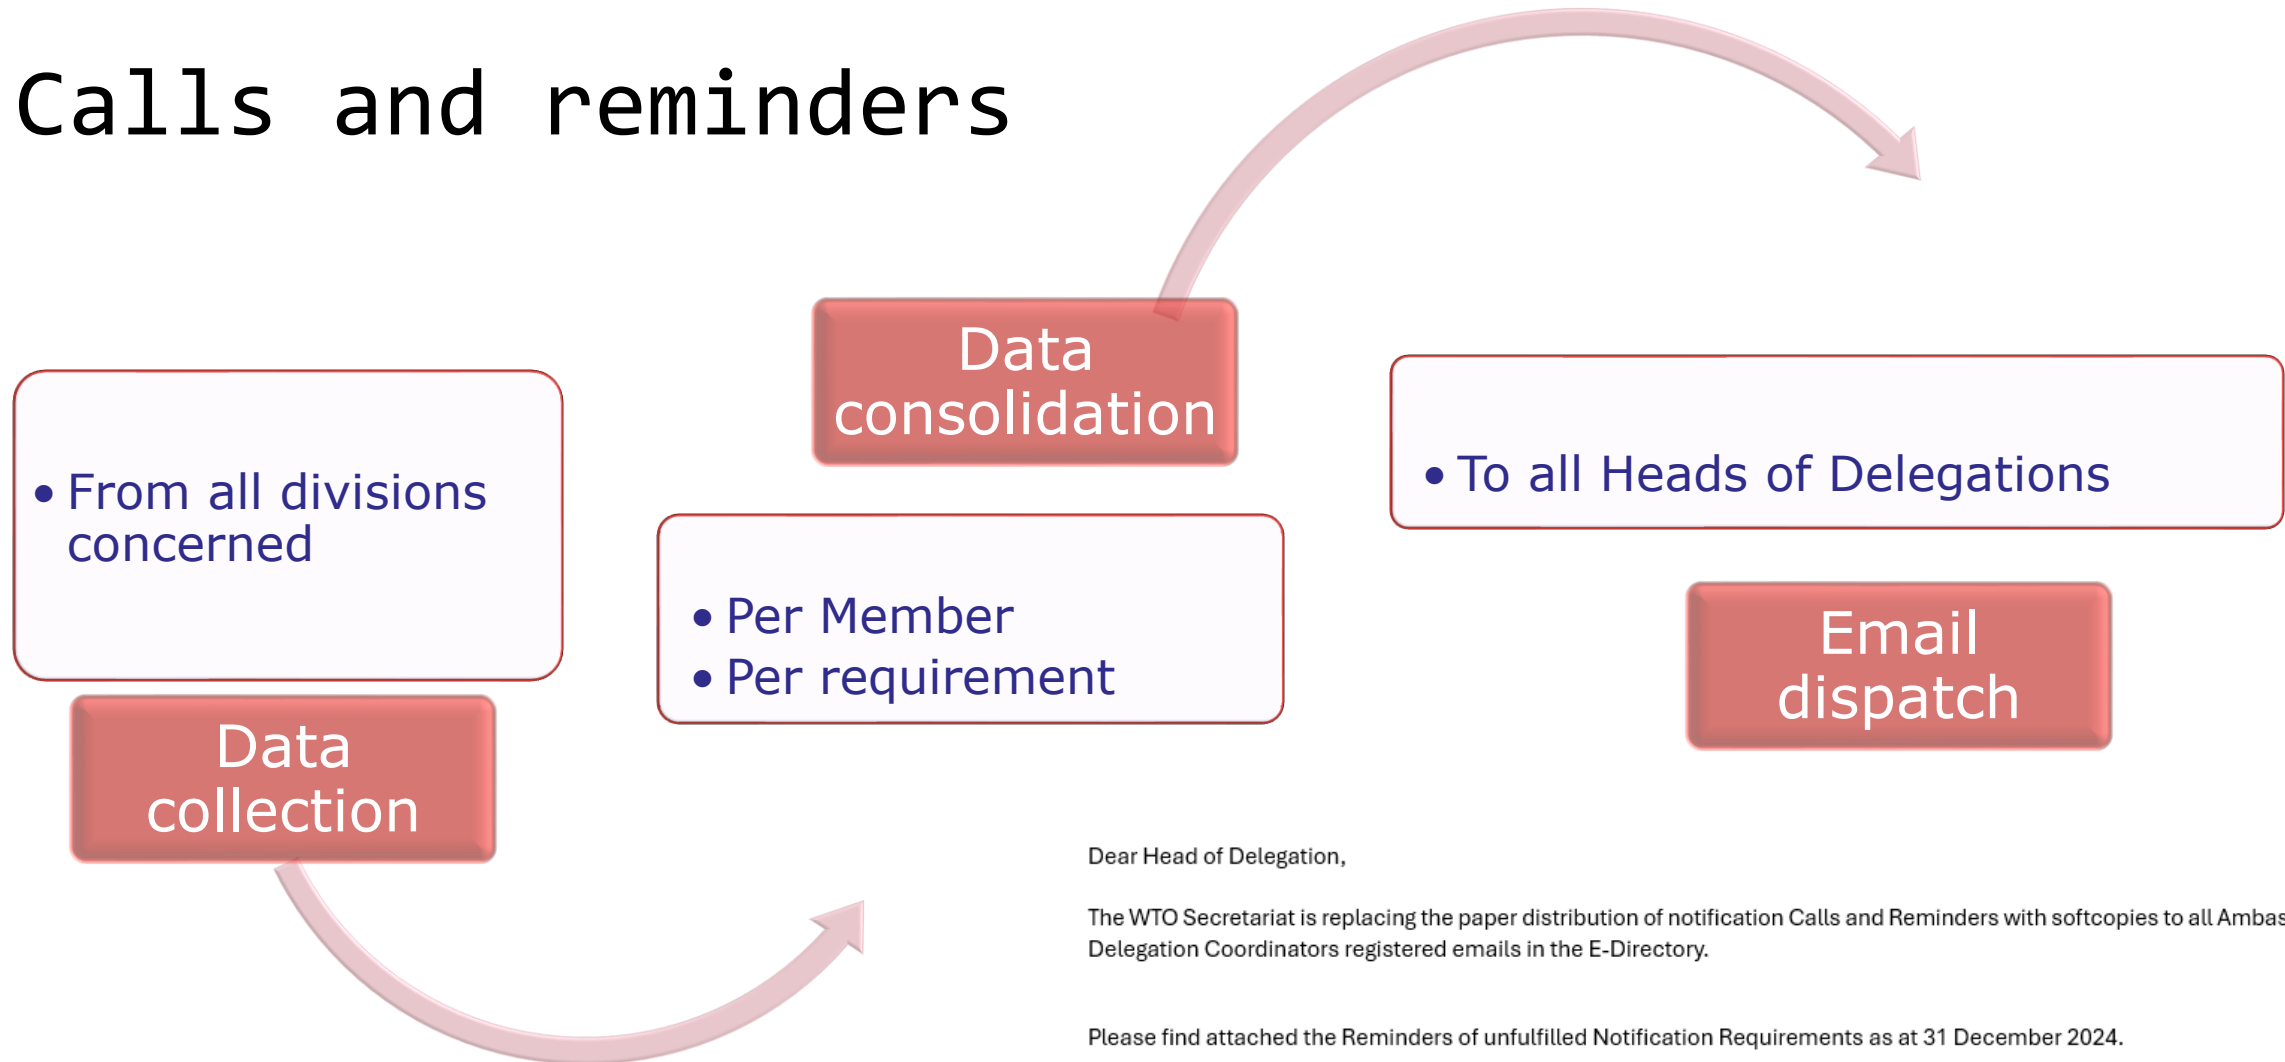 Calls and reminders
• From all divisions
concerned
Data
collection
Data
consolidation
• Per Member
• Per requirement
• To all Heads of Delegations
Email
dispatch
Dear Head of Delegation,
The WTO Secretariat is replacing the paper distribution of notification Calls and Reminders with softcopies to all
Delegation Coordinators registered emails in the E-Directory.
Please find attached the Reminders of unfulfilled Notification Requirements as at 31 December 2024.